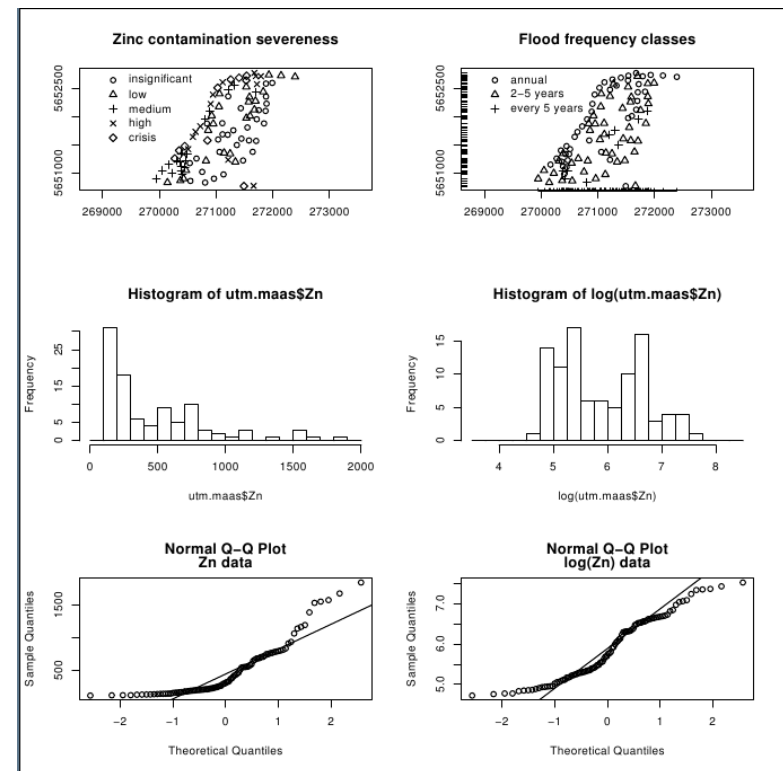 Zinc contamination severeness
5652500
5651000
insignificant
low
medium
high
crisis
269000 270000 271000 272000 273000
Flood frequency classes
5652500
5651000
annual
2−5 years
every 5 years
269000 270000 271000 272000 273000
Histogram of utm.maas$Zn
Frequency
25
15
5
0
0 500 1000 1500 2000
utm.maas$Zn
Histogram of log(utm.maas$Zn)
Frequency
15
10
5
0
4 5 6 7 8
log(utm.maas$Zn)
Normal Q−Q Plot
Zn data
Sample Quantiles
1500
500
−2 −1 0 1 2
Theoretical Quantiles
Normal Q−Q Plot
log(Zn) data
Sample Quantiles
7.0
6.0
5.0
−2 −1 0 1 2
Theoretical Quantiles